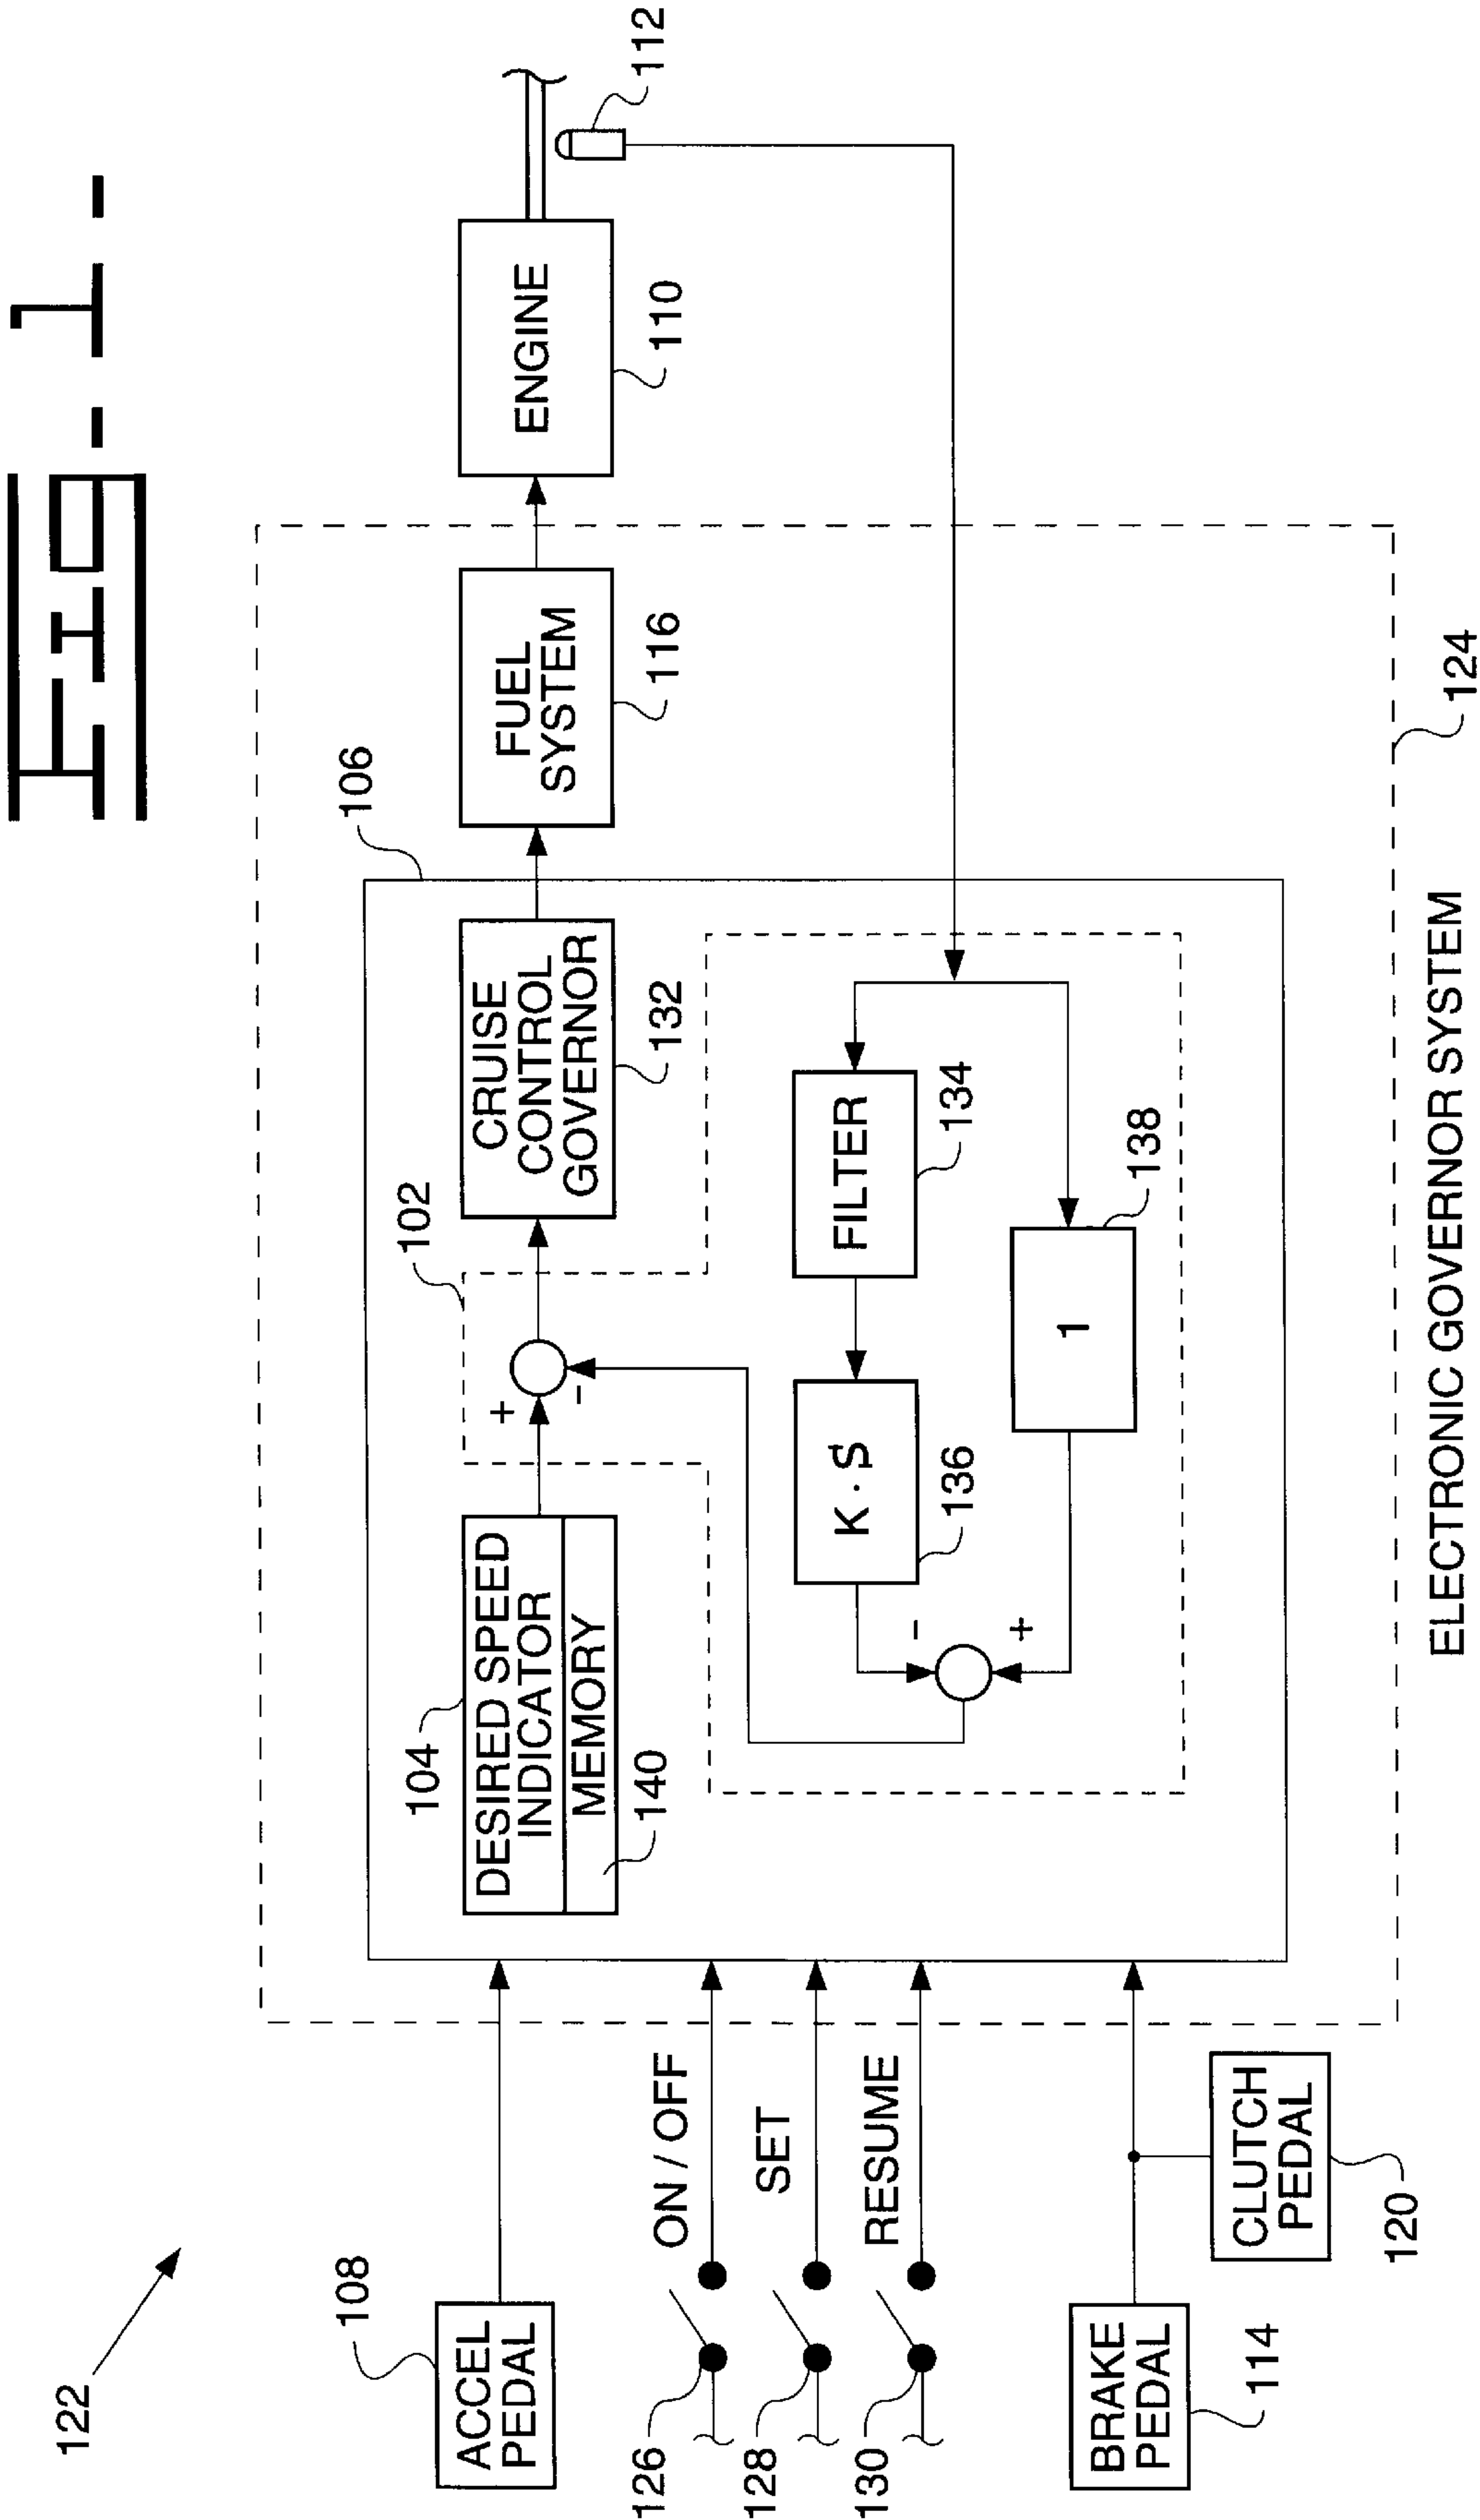 Fig-1-
122
ACCEL
PEDAL
108
126
ON / OFF
128
SET
130
RESUME
BRAKE
PEDAL
114
CLUTCH
PEDAL
120
104
DESIRED SPEED
INDICATOR
MEMORY
140
+
-
102
CRUISE
CONTROL
GOVERNOR
132
106
FUEL
SYSTEM
116
ENGINE
110
112
FILTER
134
136
-
+
1
138
ELECTRONIC GOVERNOR SYSTEM
124